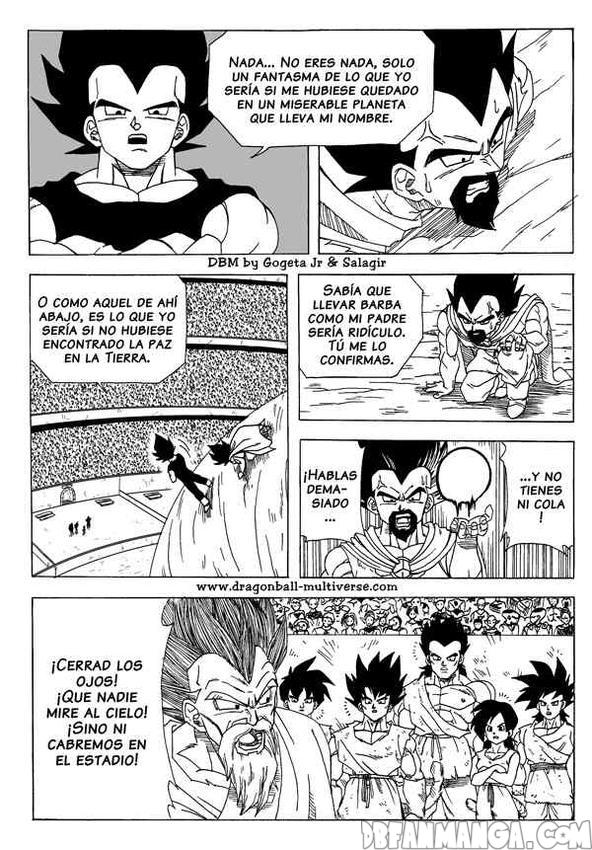 NADA... NO ERES NADA, SOLO
UN FANTASMA DE LO QUE YO
SERÍA SI ME HUBIESE QUEDADO
EN UN MISERABLE PLANETA
QUE LLEVA MI NOMBRE.
DBM by Gogeta Jr & Salagir
O COMO AQUEL DE AHÍ
ABAJO, ES LO QUE YO
SERÍA SI NO HUBIESE
ENCONTRADO LA PAZ
EN LA TIERRA.
SABÍA QUE
LLEVAR BARBA
COMO MI PADRE
SERÍA RIDÍCULO.
TÚ ME LO
CONFIRMAS.
¡HABLAS
DEMA-
SIADO
...
...Y NO
TIENES
NI COLA
!
www.dragonball-multiverse.com
¡CERRAD LOS
OJOS!
¡QUE NADIE
MIRE AL CIELO!
¡SINO NI
CABREMOS EN
EL ESTADIO!
DBFANMANGA.COM